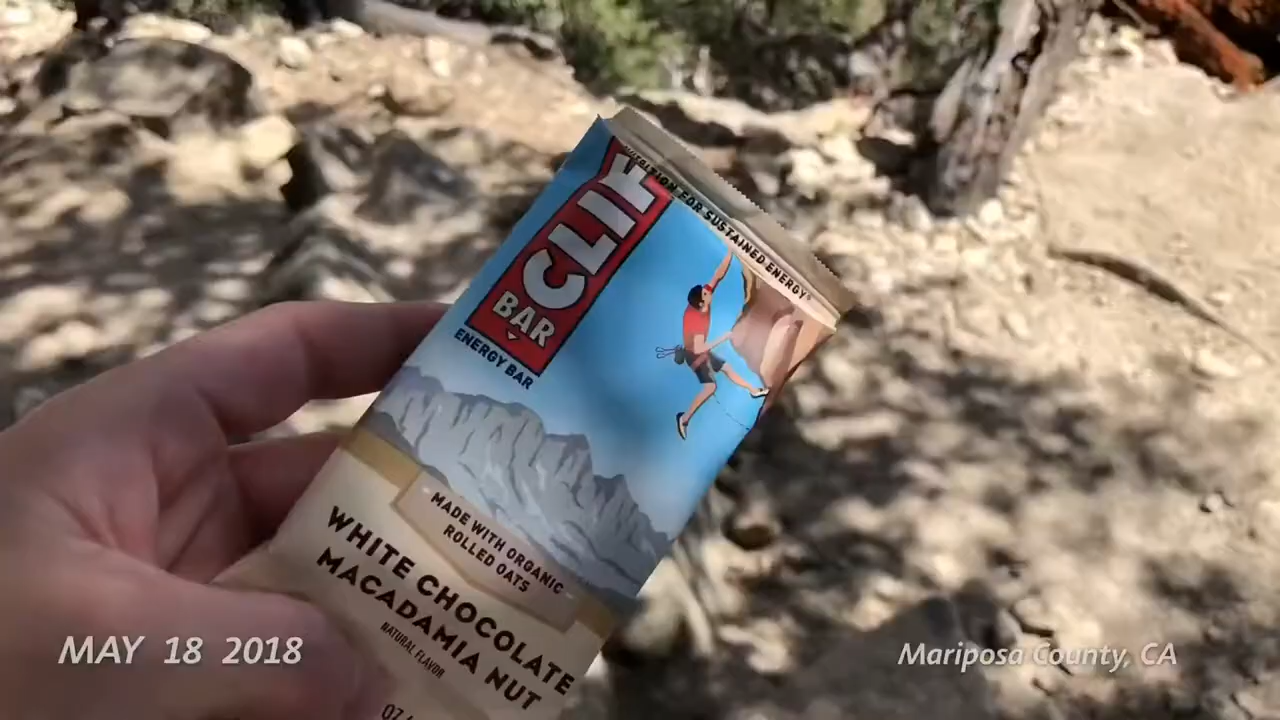 NUTRITION FOR SUSTAINED ENERGY®
CLIF
BAR
ENERGY BAR
MADE WITH ORGANIC
ROLLED OATS
WHITE CHOCOLATE
MACADAMIA NUT
NATURAL FLAVOR
MAY 18 2018
Mariposa County, CA